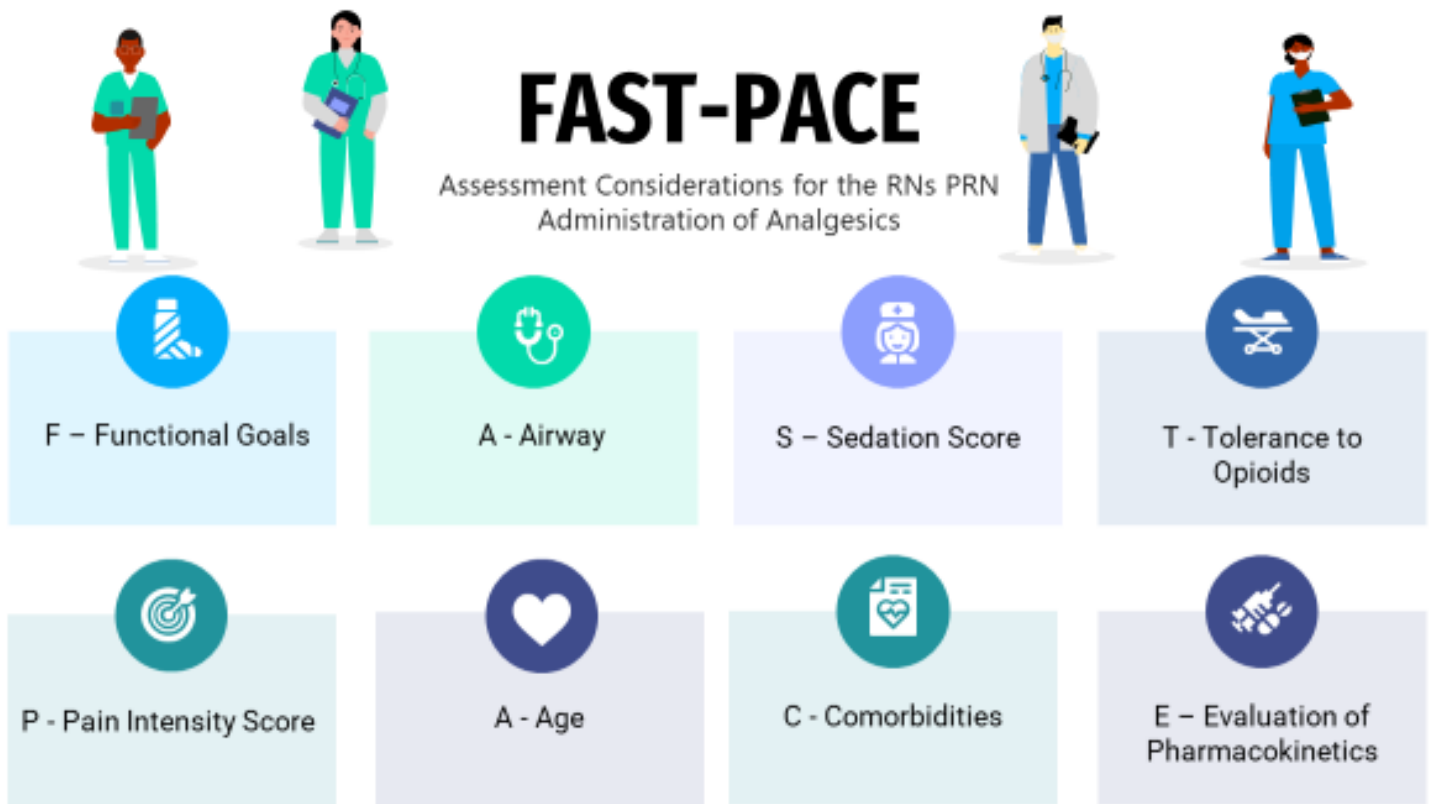 FAST-PACE
Assessment Considerations for the RNs PRN
Administration of Analgesics
F – Functional Goals
A - Airway
S – Sedation Score
T - Tolerance to
Opioids
P - Pain Intensity Score
A - Age
C - Comorbidities
E – Evaluation of
Pharmacokinetics